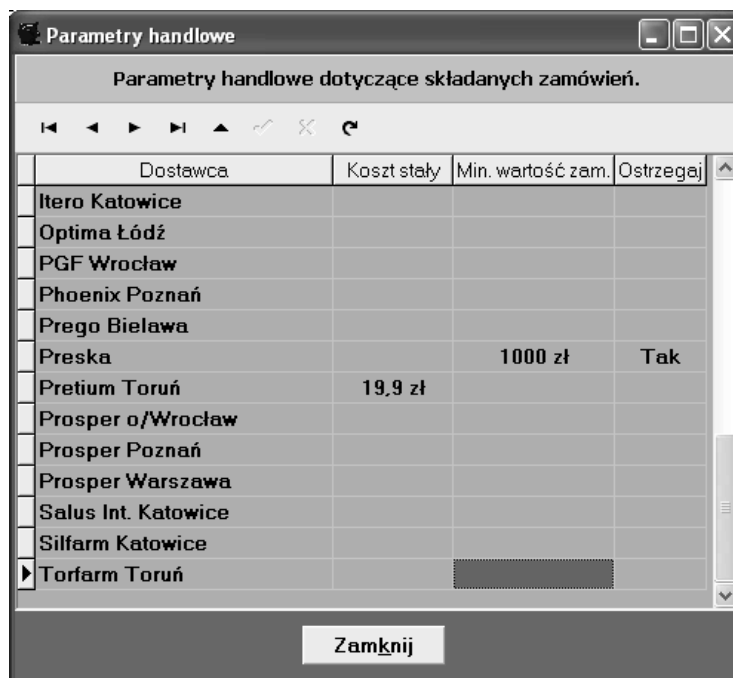 Parametry handlowe
Parametry handlowe dotyczące składanych zamówień.
Dostawca Koszt stały Min. wartość zam. Ostrzegaj
Itero Katowice
Optima Łódź
PGF Wrocław
Phoenix Poznań
Prego Bielawa
Preska 1000 zł Tak
Pretium Toruń 19,9 zł
Prosper o/Wrocław
Prosper Poznań
Prosper Warszawa
Salus Int. Katowice
Silfarm Katowice
Torfarm Toruń
Zamknij